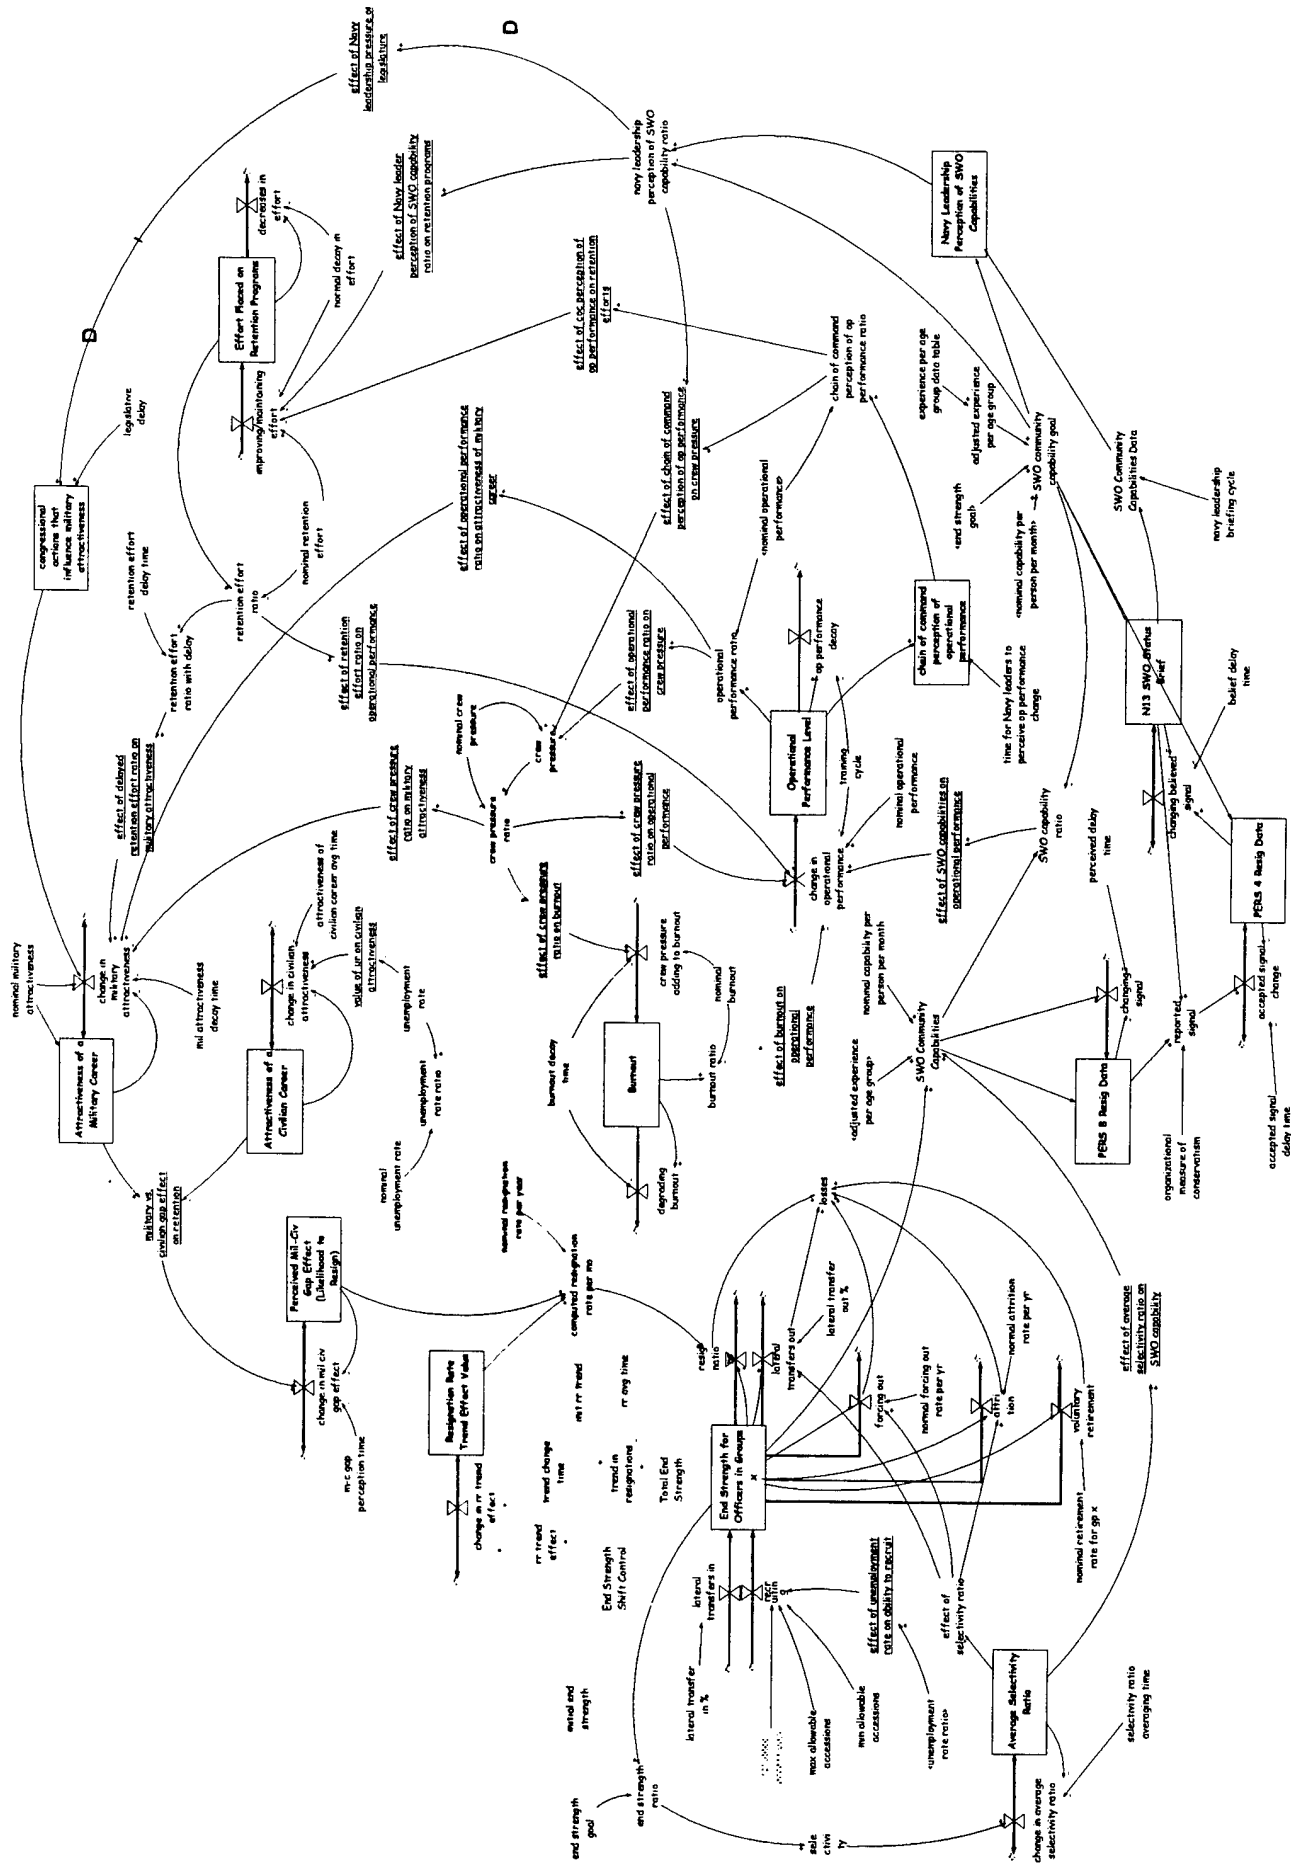 nominal military
attractiveness
Attractiveness of a
Military Career
change in
military
attractiveness
mil attractiveness
decay time
congressional
actions that
influence military
attractiveness
legislative
delay
effect of Navy
leadership pressure on
legislature
D
D
military vs.
civilian gap effect
on retention
effect of delayed
retention effort ratio on
military attractiveness
retention effort
delay time
retention effort
ratio with delay
retention effort
ratio
Effort Placed on
Retention Programs
improving/maintaining
effort
decreases in
effort
normal decay in
effort
nominal retention
effort
Perceived Mil-Civ
Gap Effect
(Likelihood to
Resign)
change in mil civ
gap effect
m-c gap
perception time
Attractiveness of a
Civilian Career
change in civilian
attractiveness
attractiveness of
civilian career avg time
value of ur on civilian
attractiveness
unemployment
rate
unemployment
rate ratio
nominal
unemployment rate
effect of retention
effort ratio on
operational performance
effect of crew pressure
ratio on military
attractiveness
effect of Navy leader
perception of SWO capability
ratio on retention programs
Resignation Rate
Trend Effect Value
change in rr trend
effect
rr trend
effect
trend change
time
init rr trend
nominal resignation
rate per year
computed resignation
rate per mo
trend in
resignations
rr avg time
End Strength
Shift Control
Total End
Strength
nominal crew
pressure
crew
pressure
crew pressure
ratio
effect of crew pressure
ratio on burnout
effect of operational performance
ratio on attractiveness of military
career
effect of coc perception of
op performance on retention
efforts
initial end
strength
end strength
goal
end strength
ratio
burnout decay
time
Burnout
degrading
burnout
crew pressure
adding to burnout
nominal
burnout
burnout ratio
effect of crew pressure
ratio on operational
performance
effect of operational
performance ratio on
crew pressure
effect of chain of command
perception of op performance
on crew pressure
navy leadership
perception of SWO
capability ratio
lateral transfer
in %
lateral
transfers in
recr
uitin
g
max allowable
accessions
min allowable
accessions
End Strength for
Officers in Groups
x
resig
natio
lateral
transfers out
lateral transfer
out %
losses
operational
performance ratio
<nominal operational
performance>
chain of command
perception of op
performance ratio
effect of burnout on
operational
performance
change in
operational
performance
Operational
Performance Level
op performance
decay
training
cycle
nominal operational
performance
sele
ctivi
ty
effect of unemployment
rate on ability to recruit
<unemployment
rate ratio>
forcing out
normal forcing out
rate per yr
<adjusted experience
per age group>
nominal capability per
person per month
SWO Community
Capabilities
effect of SWO capabilities on
operational performance
chain of command
perception of
operational
performance
time for Navy leaders to
perceive op performance
change
experience per age
group data table
adjusted experience
per age group
<end strength
goal>
<nominal capability per
person per month>
SWO community
capability goal
Navy Leadership
Perception of SWO
Capabilities
effect of
selectivity ratio
attri
tion
normal attrition
rate per yr
Average Selectivity
Ratio
change in average
selectivity ratio
selectivity ratio
averaging time
voluntary
retirement
nominal retirement
rate for gp x
effect of average
selectivity ratio on
SWO capability
SWO capability
ratio
perceived delay
time
PERS 8 Resig Data
changing
signal
organizational
measure of
conservatism
reported
signal
N13 SWO Status
Brief
changing believed
signal
belief delay
time
SWO Community
Capabilities Data
navy leadership
briefing cycle
PERS 4 Resig Data
accepted signal
change
accepted signal
delay time